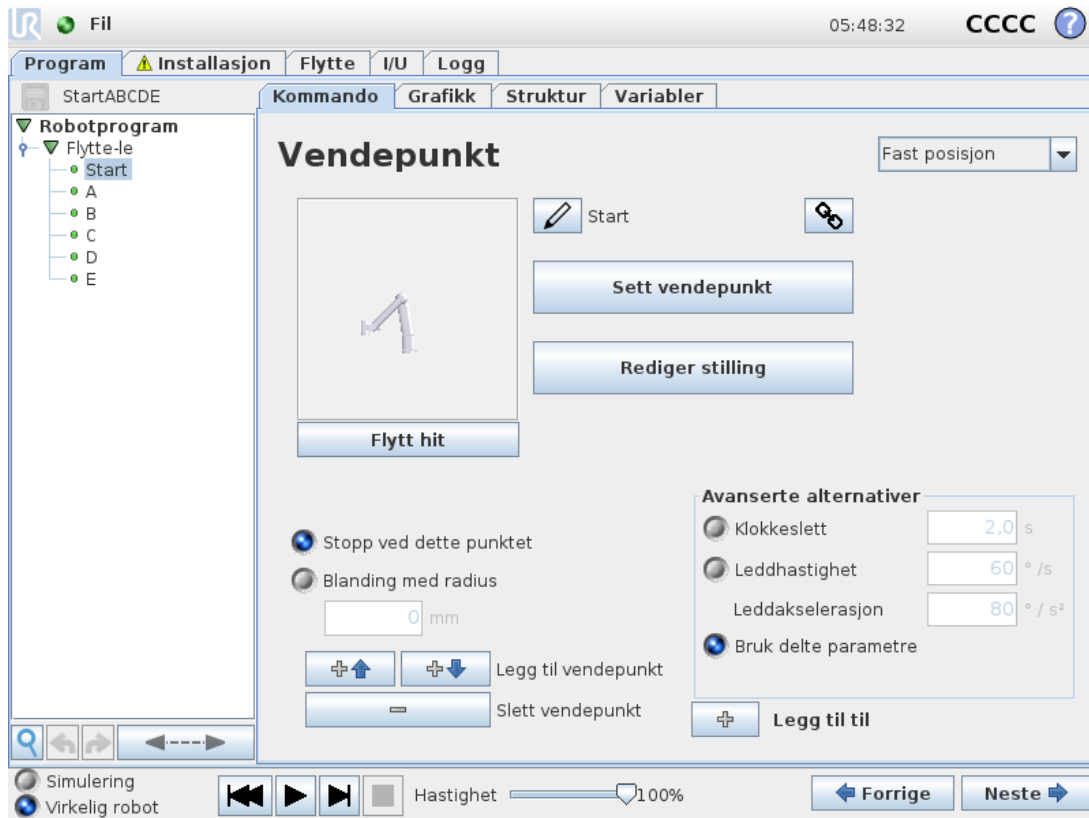 UR Fil 05:48:32 CCCC ?
Program Installasjon Flytte I/U Logg
StartABCDE
Kommando Grafikk Struktur Variabler
Robotprogram
Flytte-le
Start
A
B
C
D
E
Vendepunkt
Fast posisjon
Start
Sett vendepunkt
Rediger stilling
Flytt hit
Stopp ved dette punktet
Blanding med radius
0 mm
Legg til vendepunkt
Slett vendepunkt
Avanserte alternativer
Klokkeslett 2,0 s
Leddhastighet 60 ° /s
Leddakselerasjon 80 ° / s²
Bruk delte parametre
Legg til til
Simulering
Virkelig robot
Hastighet 100%
Forrige
Neste